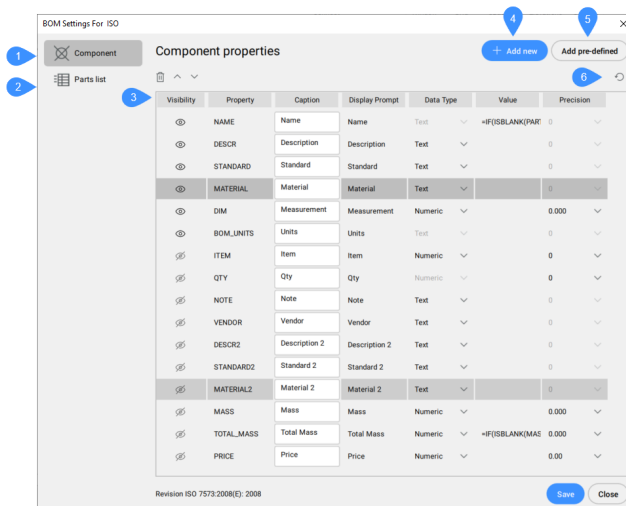 BOM Settings For ISO
4
5
1
Component
Component properties
+ Add new
Add pre-defined
2
Parts list
6
3
Visibility Property Caption Display Prompt Data Type Value Precision
NAME Name Name Text =IF(ISBLANK(PART 0
DESCR Description Description Text 0
STANDARD Standard Standard Text 0
MATERIAL Material Material Text 0
DIM Measurement Measurement Numeric 0.000
BOM_UNITS Units Units Text 0
ITEM Item Item Numeric 0
QTY Qty Qty Numeric 0
NOTE Note Note Text 0
VENDOR Vendor Vendor Text 0
DESCR2 Description 2 Description 2 Text 0
STANDARD2 Standard 2 Standard 2 Text 0
MATERIAL2 Material 2 Material 2 Text 0
MASS Mass Mass Numeric 0.000
TOTAL_MASS Total Mass Total Mass Numeric =IF(ISBLANK(MAS 0.000
PRICE Price Price Numeric 0.00
Revision ISO 7573:2008(E): 2008
Save
Close